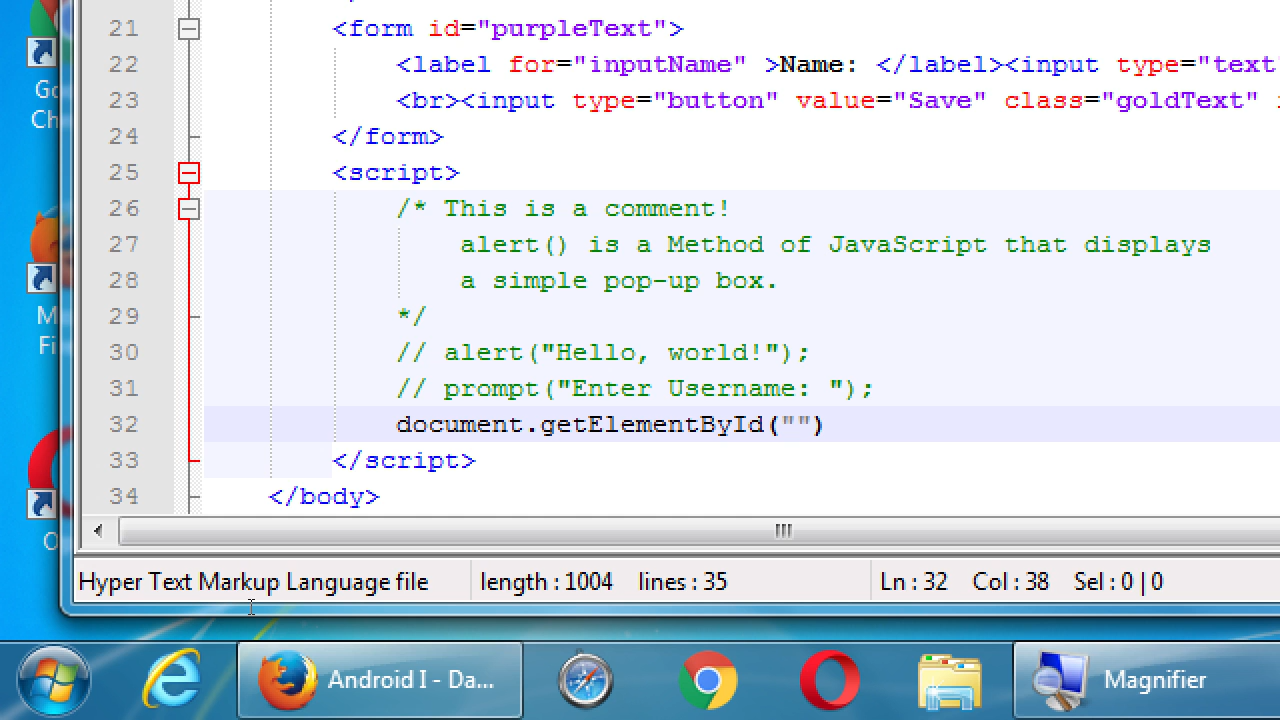 21 <form id="purpleText">
22 <label for="inputName" >Name: </label><input type="text
23 <br><input type="button" value="Save" class="goldText"
24 </form>
25 <script>
26 /* This is a comment!
27 alert() is a Method of JavaScript that displays
28 a simple pop-up box.
29 */
30 // alert("Hello, world!");
31 // prompt("Enter Username: ");
32 document.getElementById("")
33 </script>
34 </body>
Go
Ch
M
Fi
O
Hyper Text Markup Language file length : 1004 lines : 35 Ln : 32 Col : 38 Sel : 0 | 0
Android I - Da... Magnifier